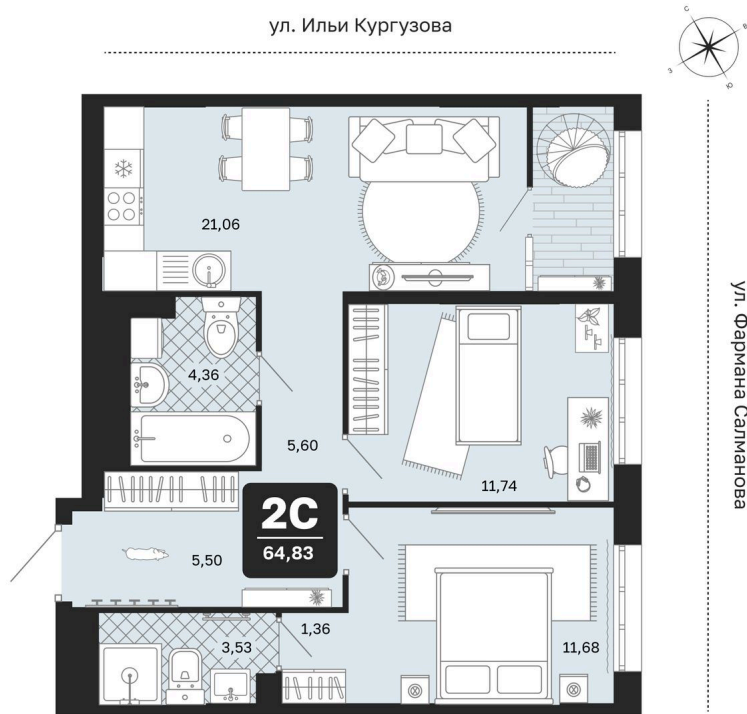 ул. Ильи Кургузова
С
В
З
Ю
21,06
4,36
5,60
11,74
2С
64,83
5,50
1,36
3,53
11,68
ул. Фармана Салманова